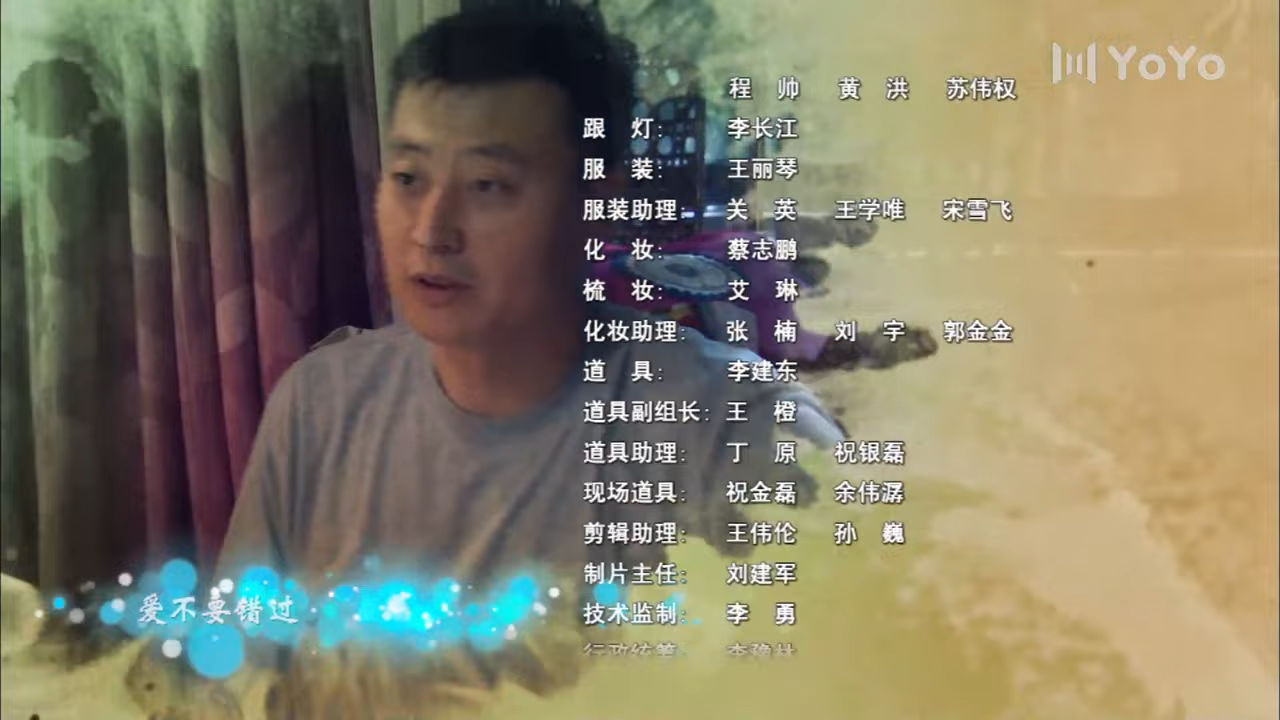 YoYo
程 帅 黄 洪 苏伟权
跟 灯: 李长江
服 装: 王丽琴
服装助理: 关 英 王学唯 宋雪飞
化 妆: 蔡志鹏
梳 妆: 艾 琳
化妆助理: 张 楠 刘 宇 郭金金
道 具: 李建东
道具副组长: 王 橙
道具助理: 丁 原 祝银磊
现场道具: 祝金磊 余伟潺
剪辑助理: 王伟伦 孙 巍
制片主任: 刘建军
技术监制: 李 勇
爱不要错过